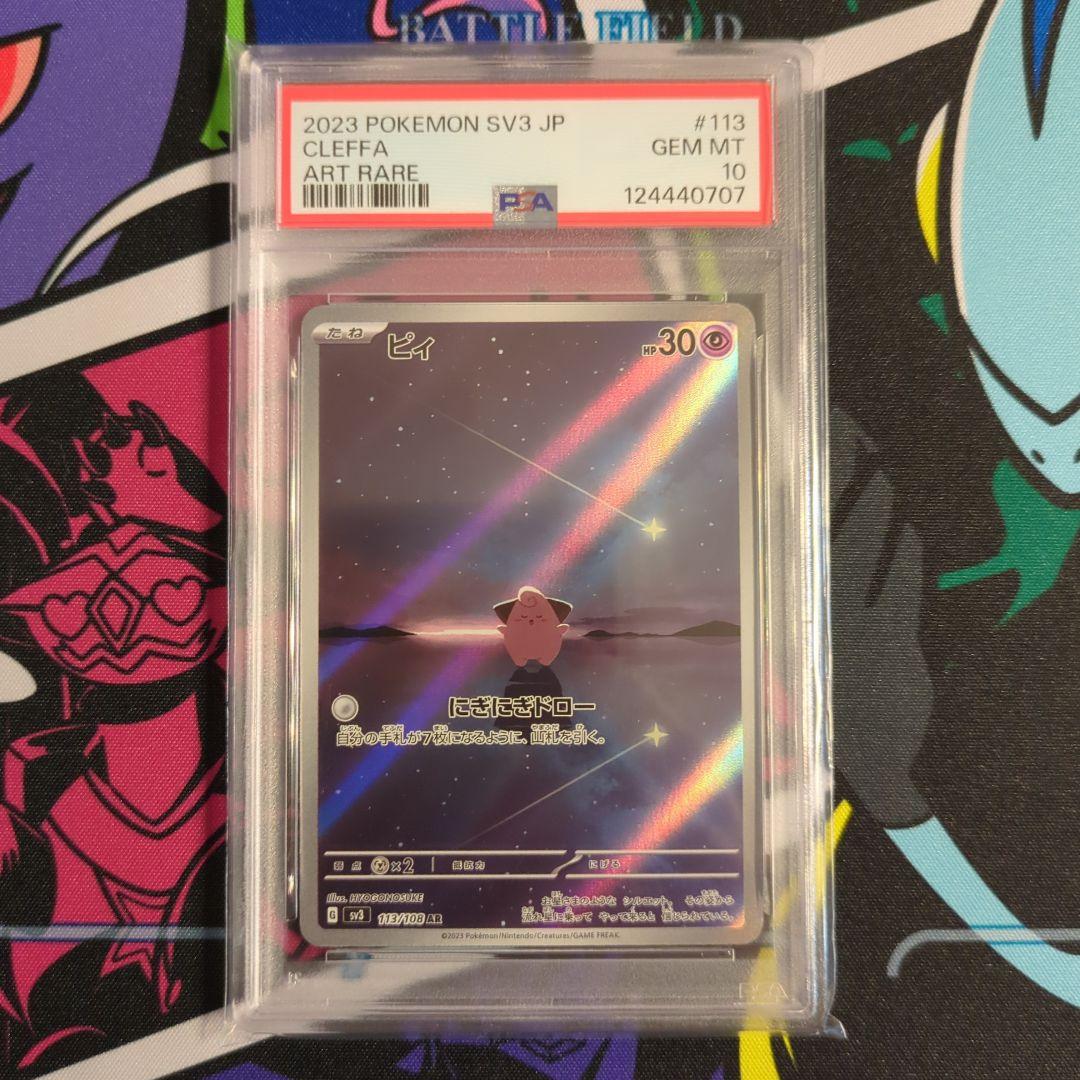 BATTLE FIELD
2023 POKEMON SV3 JP #113
CLEFFA GEM MT
ART RARE 10
PSA 124440707
たね ピィ HP30
にぎにぎドロー
自分の手札が7枚になるように、山札を引く。
弱点 ×2 抵抗力 にげる
Illus. HYOGONOSUKE
お星さまのような シルエット。その姿から
G sv3 113/108 AR 流れ星に乗って やって来ると 信じられている。
©2023 Pokémon/Nintendo/Creatures/GAME FREAK.
PSA